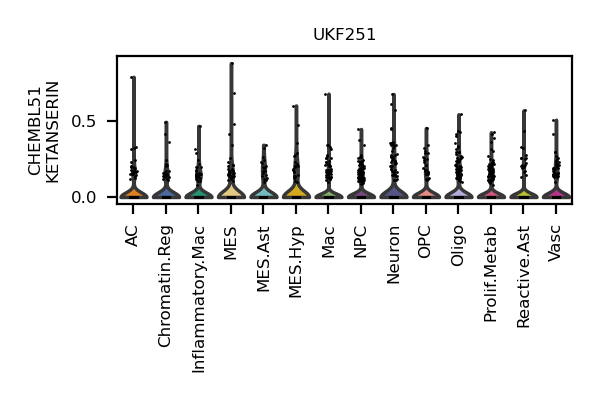 UKF251
CHEMBL51
KETANSERIN
0.5
0.0
AC
Chromatin.Reg
Inflammatory.Mac
MES
MES.Ast
MES.Hyp
Mac
NPC
Neuron
OPC
Oligo
Prolif.Metab
Reactive.Ast
Vasc